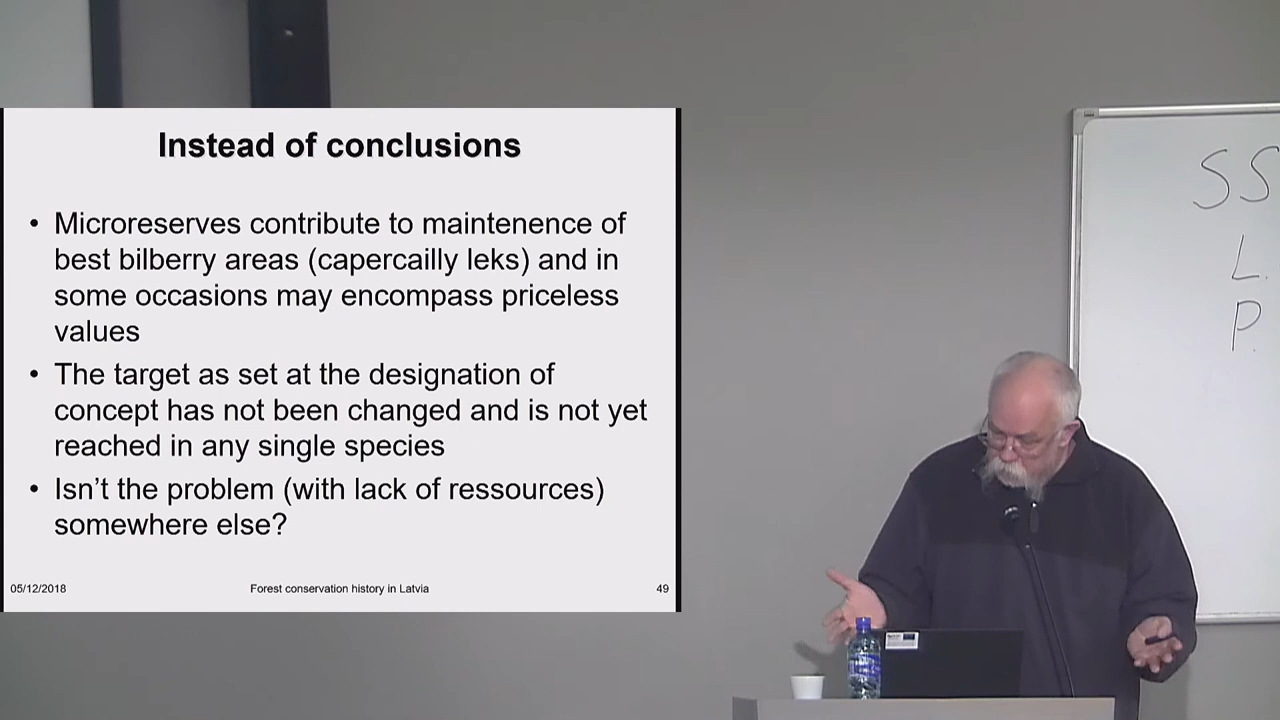 Instead of conclusions
• Microreserves contribute to maintenence of
best bilberry areas (capercailly leks) and in
some occasions may encompass priceless
values
• The target as set at the designation of
concept has not been changed and is not yet
reached in any single species
• Isn’t the problem (with lack of ressources)
somewhere else?
05/12/2018 Forest conservation history in Latvia 49
SS
L.
P.